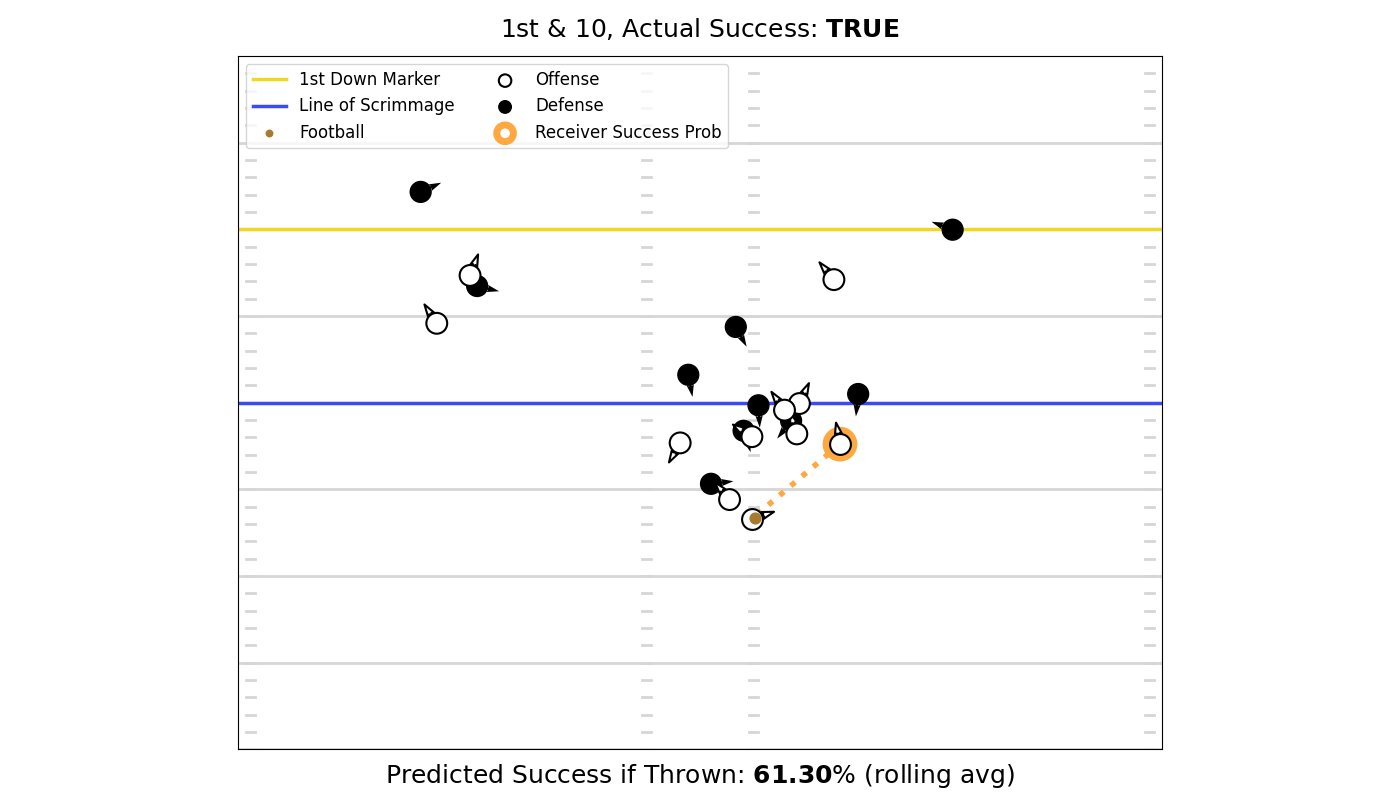 1st & 10, Actual Success: TRUE
1st Down Marker
Line of Scrimmage
Football
Offense
Defense
Receiver Success Prob
Predicted Success if Thrown: 61.30% (rolling avg)